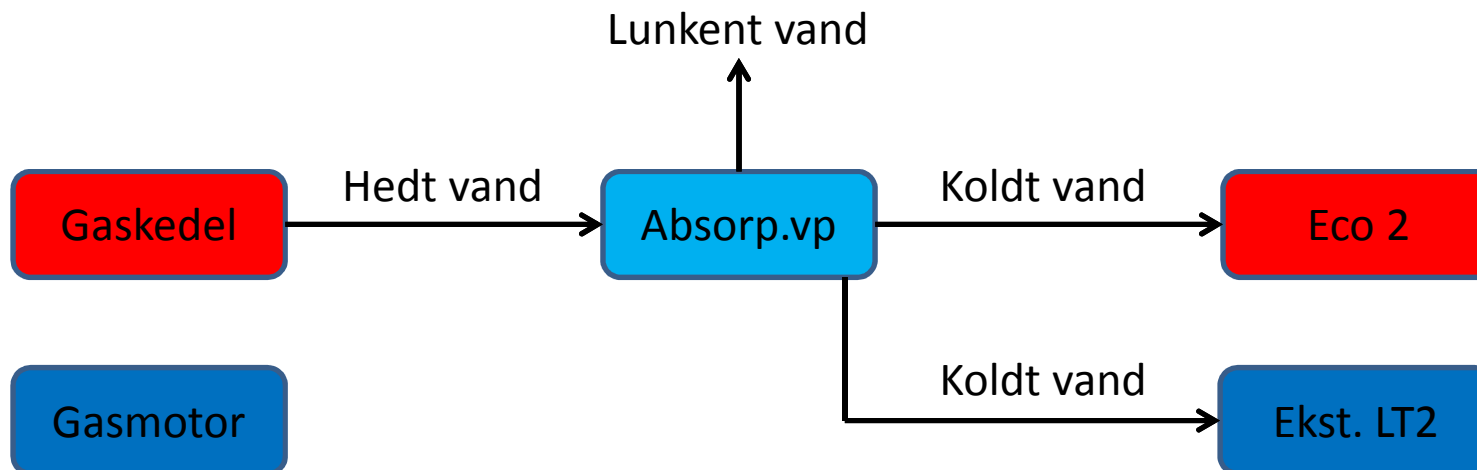 Lunkent vand
Gaskedel
Hedt vand
Absorp.vp
Koldt vand
Eco 2
Gasmotor
Koldt vand
Ekst. LT2